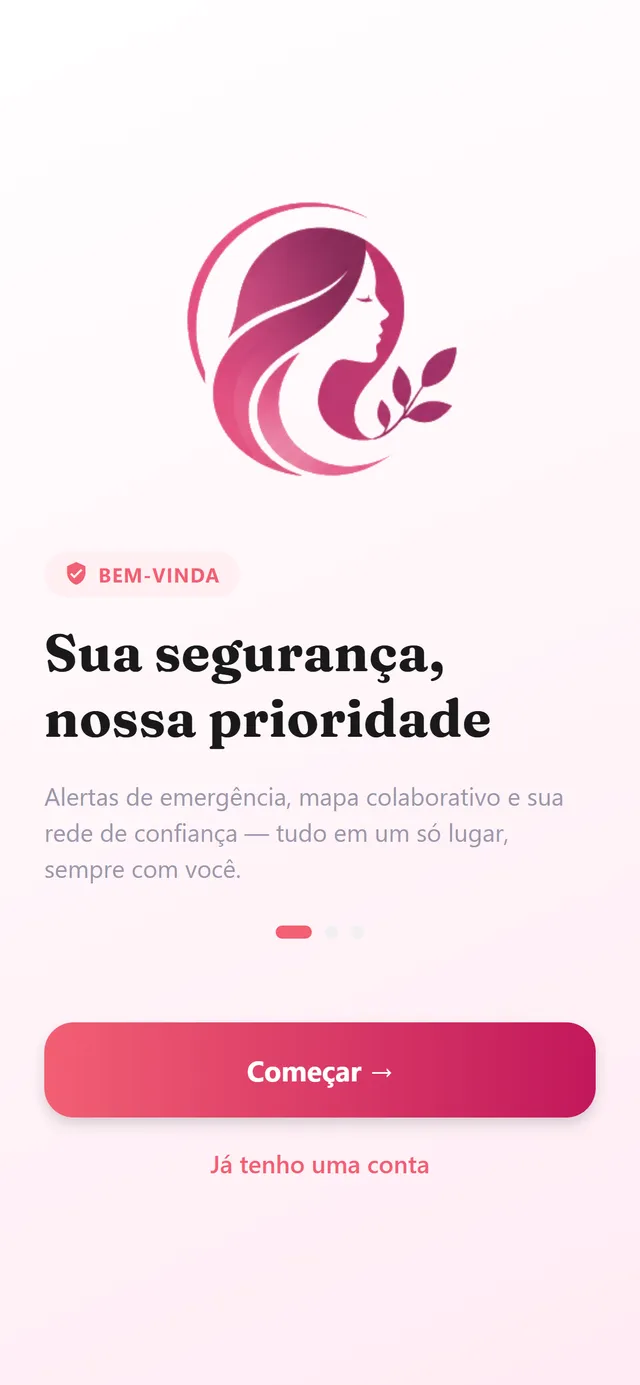 BEM-VINDA
Sua segurança,
nossa prioridade
Alertas de emergência, mapa colaborativo e sua
rede de confiança — tudo em um só lugar,
sempre com você.
Começar →
Já tenho uma conta